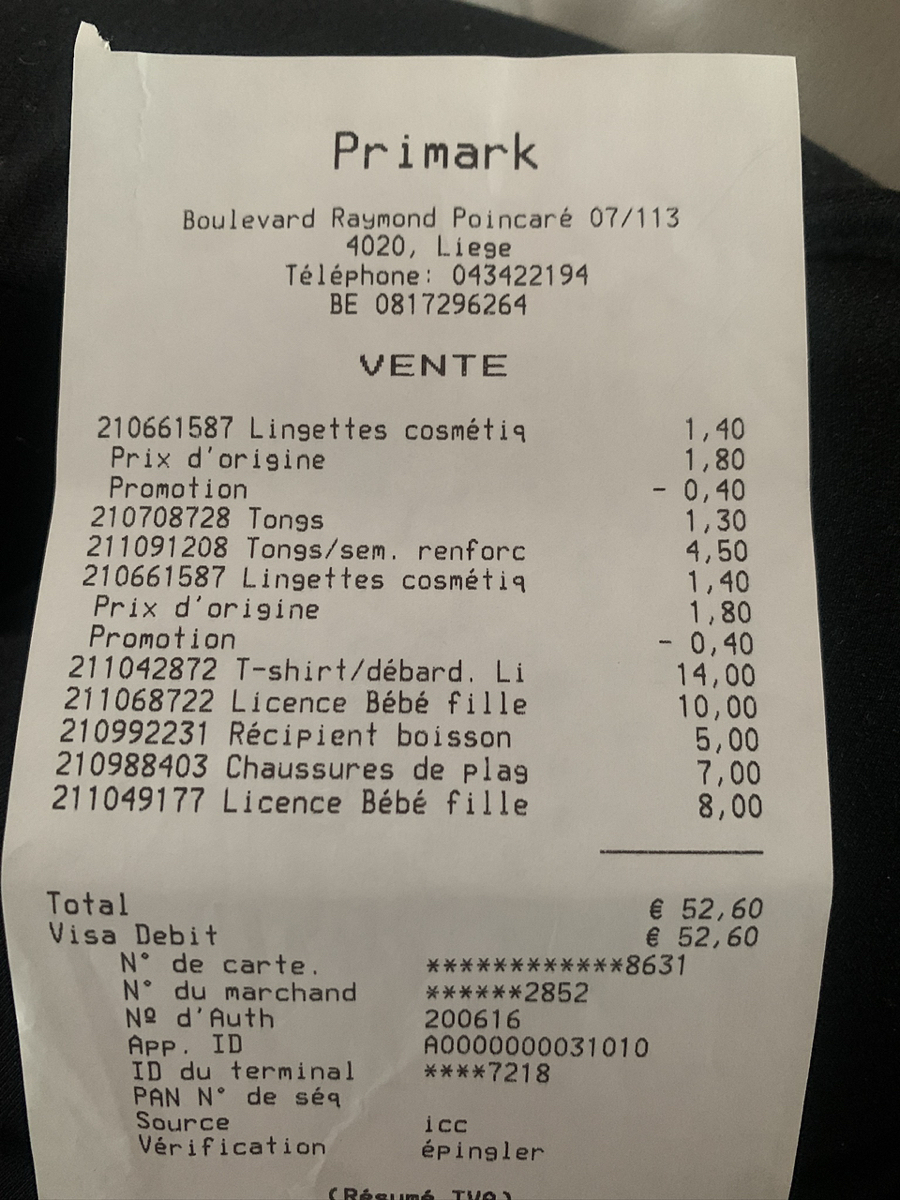 Primark
Boulevard Raymond Poincaré 07/113
4020, Liege
Téléphone: 043422194
BE 0817296264
VENTE
210661587 Lingettes cosmétiq 1,40
Prix d'origine 1,80
Promotion - 0,40
210708728 Tongs 1,30
211091208 Tongs/sem. renforc 4,50
210661587 Lingettes cosmétiq 1,40
Prix d'origine 1,80
Promotion - 0,40
211042872 T-shirt/débard. Li 14,00
211068722 Licence Bébé fille 10,00
210992231 Récipient boisson 5,00
210988403 Chaussures de plag 7,00
211049177 Licence Bébé fille 8,00
Total € 52,60
Visa Debit € 52,60
N° de carte. ************8631
N° du marchand ******2852
Nº d'Auth 200616
App. ID A0000000031010
ID du terminal ****7218
PAN N° de séq
Source icc
Vérification épingler
(Résumé TVA)